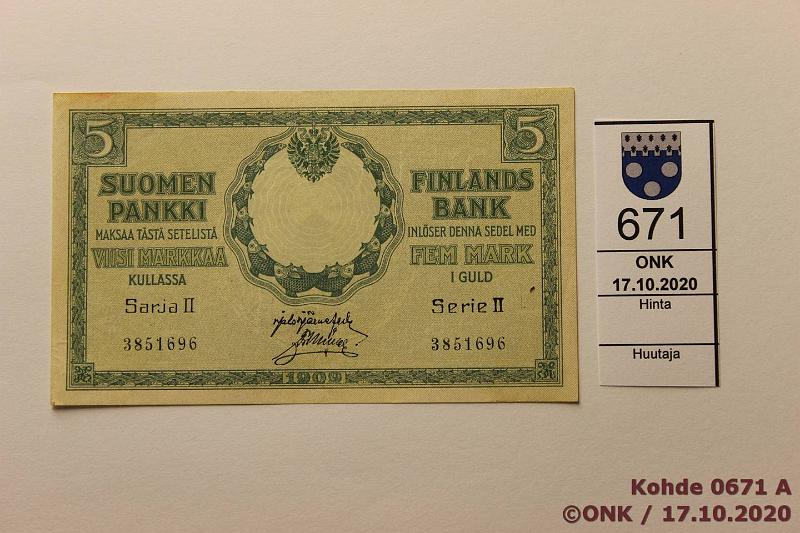 5
5
SUOMEN
PANKKI
MAKSAA TÄSTÄ SETELISTÄ
VIISI MARKKAA
KULLASSA
Sarja II
3851696
FINLANDS
BANK
INLÖSER DENNA SEDEL MED
FEM MARK
I GULD
Serie II
3851696
1909
671
ONK
17.10.2020
Hinta
Huutaja
Kohde 0671 A
©ONK / 17.10.2020